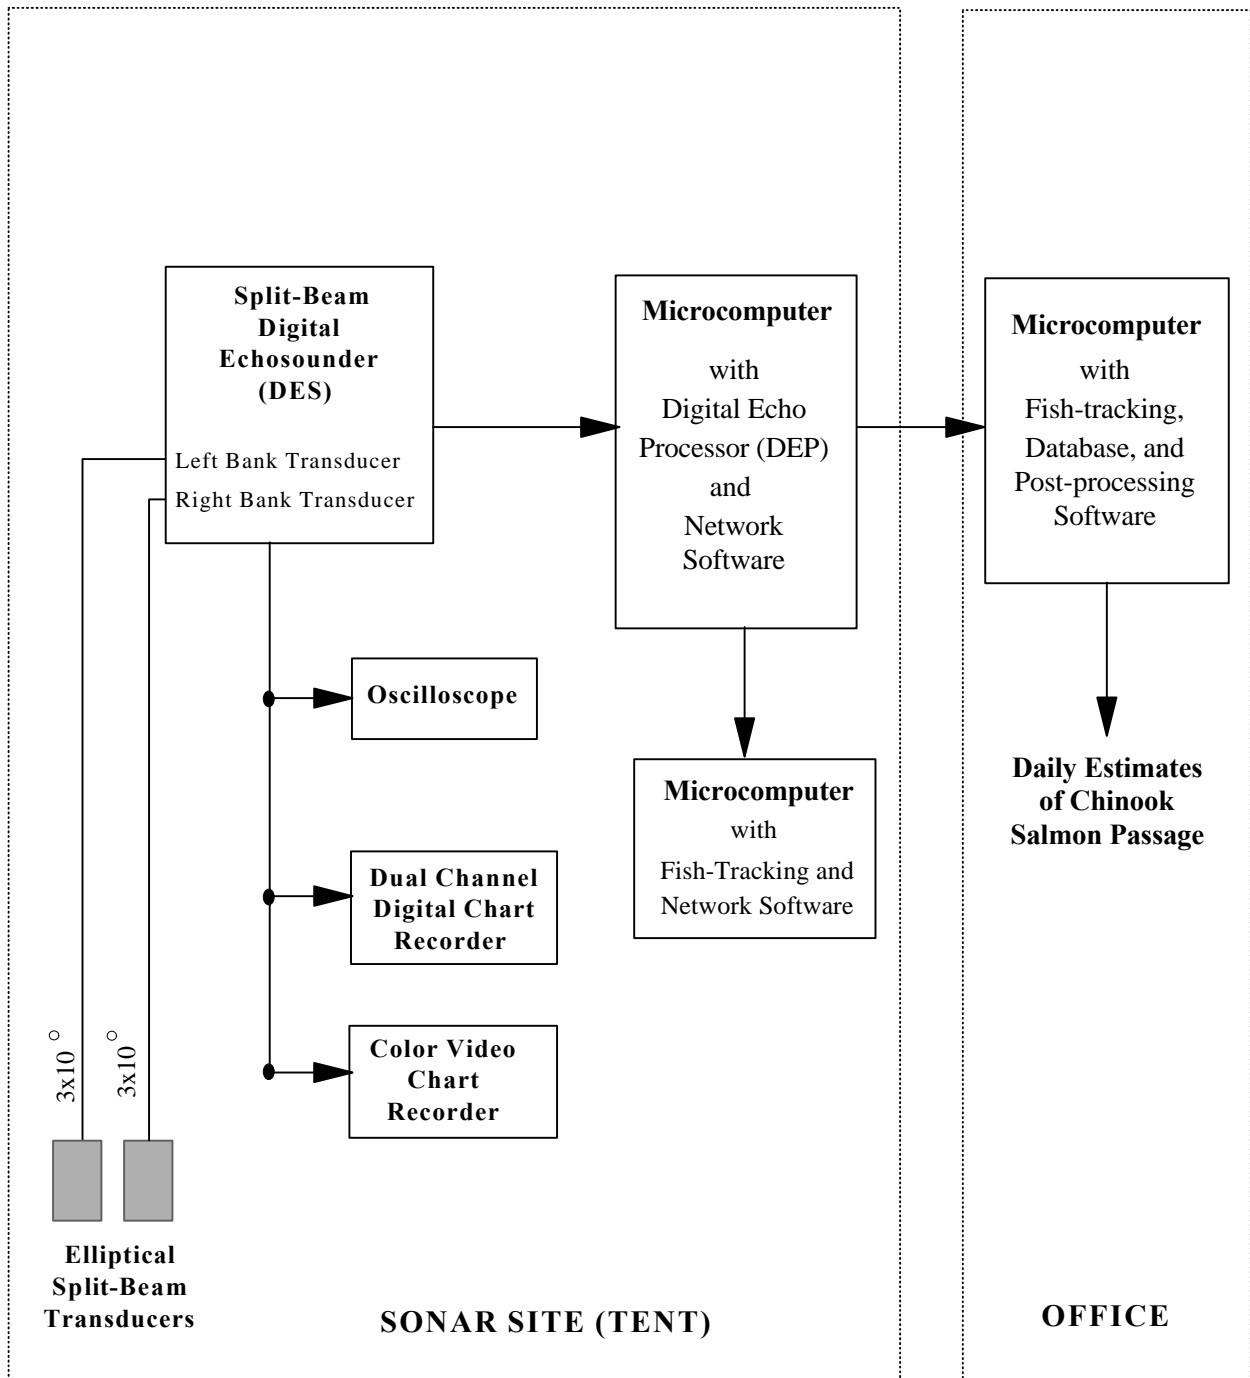 Split-Beam
Digital
Echosounder
(DES)
Left Bank Transducer
Right Bank Transducer
Microcomputer
with
Digital Echo
Processor (DEP)
and
Network
Software
Microcomputer
with
Fish-tracking,
Database, and
Post-processing
Software
Oscilloscope
Dual Channel
Digital Chart
Recorder
Color Video
Chart
Recorder
Microcomputer
with
Fish-Tracking and
Network Software
Daily Estimates
of Chinook
Salmon Passage
3x10°
3x10°
Elliptical
Split-Beam
Transducers
SONAR SITE (TENT)
OFFICE